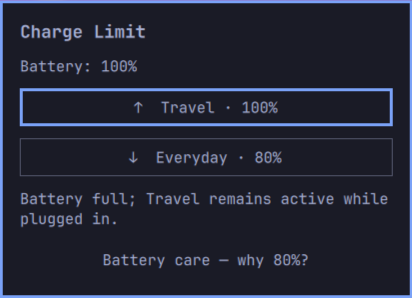 Charge Limit
Battery: 100%
↑ Travel · 100%
↓ Everyday · 80%
Battery full; Travel remains active while
plugged in.
Battery care — why 80%?